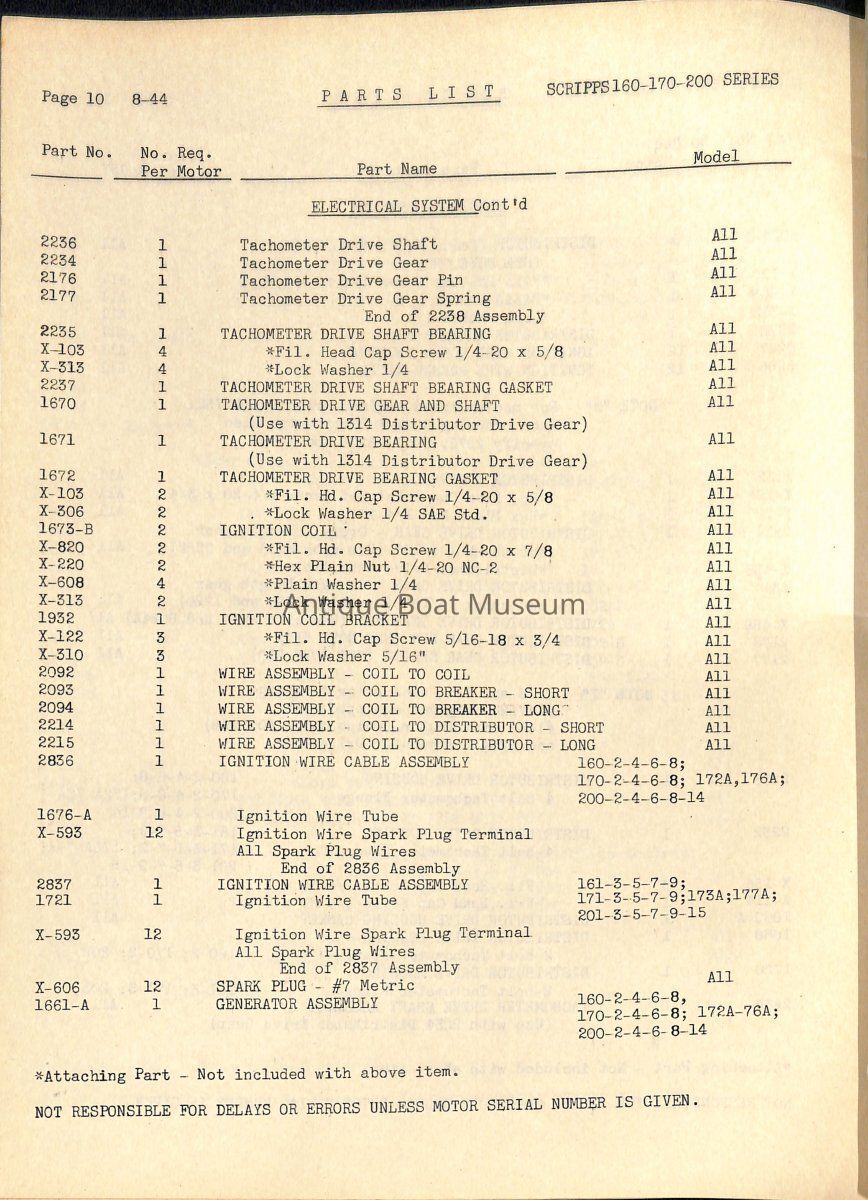 Page 10 8-44 PARTS LIST SCRIPPS160-170-200 SERIES
Part No. No. Req. Per Motor Part Name Model
ELECTRICAL SYSTEM Cont'd
2236 1 Tachometer Drive Shaft All
2234 1 Tachometer Drive Gear All
2176 1 Tachometer Drive Gear Pin All
2177 1 Tachometer Drive Gear Spring All
End of 2238 Assembly
2235 1 TACHOMETER DRIVE SHAFT BEARING All
X-103 4 *Fil. Head Cap Screw 1/4-20 x 5/8 All
X-313 4 *Lock Washer 1/4 All
2237 1 TACHOMETER DRIVE SHAFT BEARING GASKET All
1670 1 TACHOMETER DRIVE GEAR AND SHAFT All
(Use with 1314 Distributor Drive Gear)
1671 1 TACHOMETER DRIVE BEARING All
(Use with 1314 Distributor Drive Gear)
1672 1 TACHOMETER DRIVE BEARING GASKET All
X-103 2 *Fil. Hd. Cap Screw 1/4-20 x 5/8 All
X-306 2 *Lock Washer 1/4 SAE Std. All
1673-B 2 IGNITION COIL All
X-820 2 *Fil. Hd. Cap Screw 1/4-20 x 7/8 All
X-220 2 *Hex Plain Nut 1/4-20 NC-2 All
X-608 4 *Plain Washer 1/4 All
X-313 2 *Lock Washer 1/4 All
Antique Boat Museum
1932 1 IGNITION COIL BRACKET All
X-122 3 *Fil. Hd. Cap Screw 5/16-18 x 3/4 All
X-310 3 *Lock Washer 5/16" All
2092 1 WIRE ASSEMBLY - COIL TO COIL All
2093 1 WIRE ASSEMBLY - COIL TO BREAKER - SHORT All
2094 1 WIRE ASSEMBLY - COIL TO BREAKER - LONG All
2214 1 WIRE ASSEMBLY - COIL TO DISTRIBUTOR - SHORT All
2215 1 WIRE ASSEMBLY - COIL TO DISTRIBUTOR - LONG All
2836 1 IGNITION WIRE CABLE ASSEMBLY 160-2-4-6-8;
170-2-4-6-8; 172A,176A;
200-2-4-6-8-14
1676-A 1 Ignition Wire Tube
X-593 12 Ignition Wire Spark Plug Terminal
All Spark Plug Wires
End of 2836 Assembly
2837 1 IGNITION WIRE CABLE ASSEMBLY 161-3-5-7-9;
1721 1 Ignition Wire Tube 171-3-5-7-9;173A;177A;
201-3-5-7-9-15
X-593 12 Ignition Wire Spark Plug Terminal
All Spark Plug Wires
End of 2837 Assembly
X-606 12 SPARK PLUG - #7 Metric All
1661-A 1 GENERATOR ASSEMBLY 160-2-4-6-8,
170-2-4-6-8; 172A-76A;
200-2-4-6-8-14
*Attaching Part - Not included with above item.
NOT RESPONSIBLE FOR DELAYS OR ERRORS UNLESS MOTOR SERIAL NUMBER IS GIVEN.